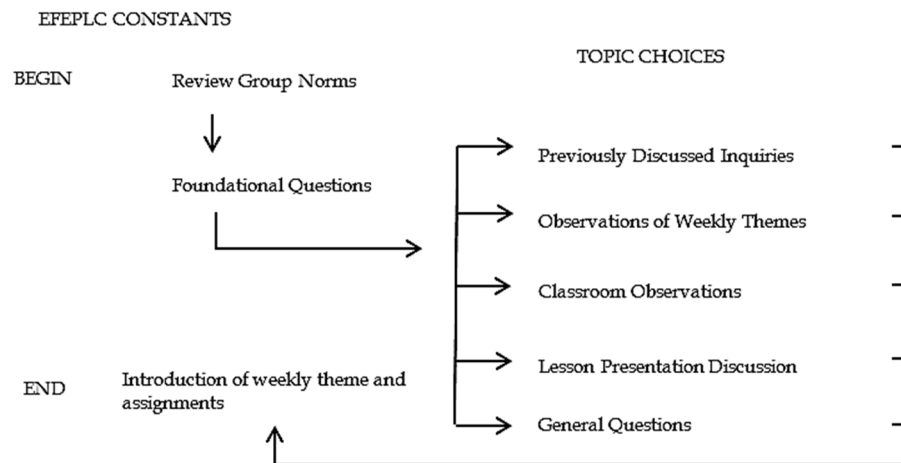 EFEPLC CONSTANTS
TOPIC CHOICES
BEGIN
Review Group Norms
Previously Discussed Inquiries
Foundational Questions
Observations of Weekly Themes
Classroom Observations
Lesson Presentation Discussion
END
Introduction of weekly theme and
assignments
General Questions